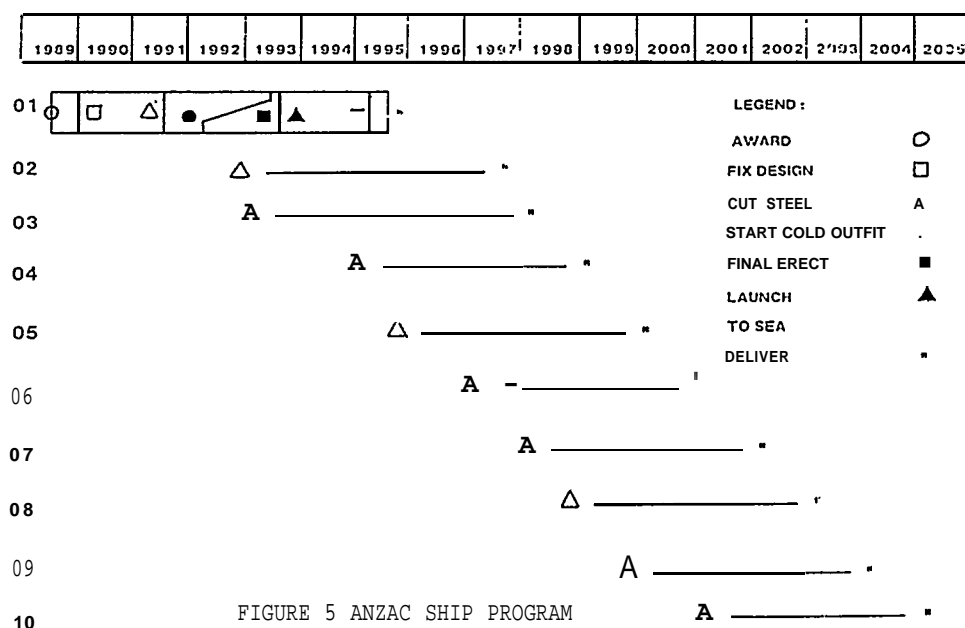 1989 1990 1991 1992 1993 1994 1995 1996 1997 1998 1999 2000 2001 2002 2003 2004 2005
01
LEGEND:
AWARD
02
FIX DESIGN
03 A
CUT STEEL A
START COLD OUTFIT .
04 A
FINAL ERECT
LAUNCH
05
TO SEA
DELIVER
06 A
07 A
08
09 A
10 A
FIGURE 5 ANZAC SHIP PROGRAM